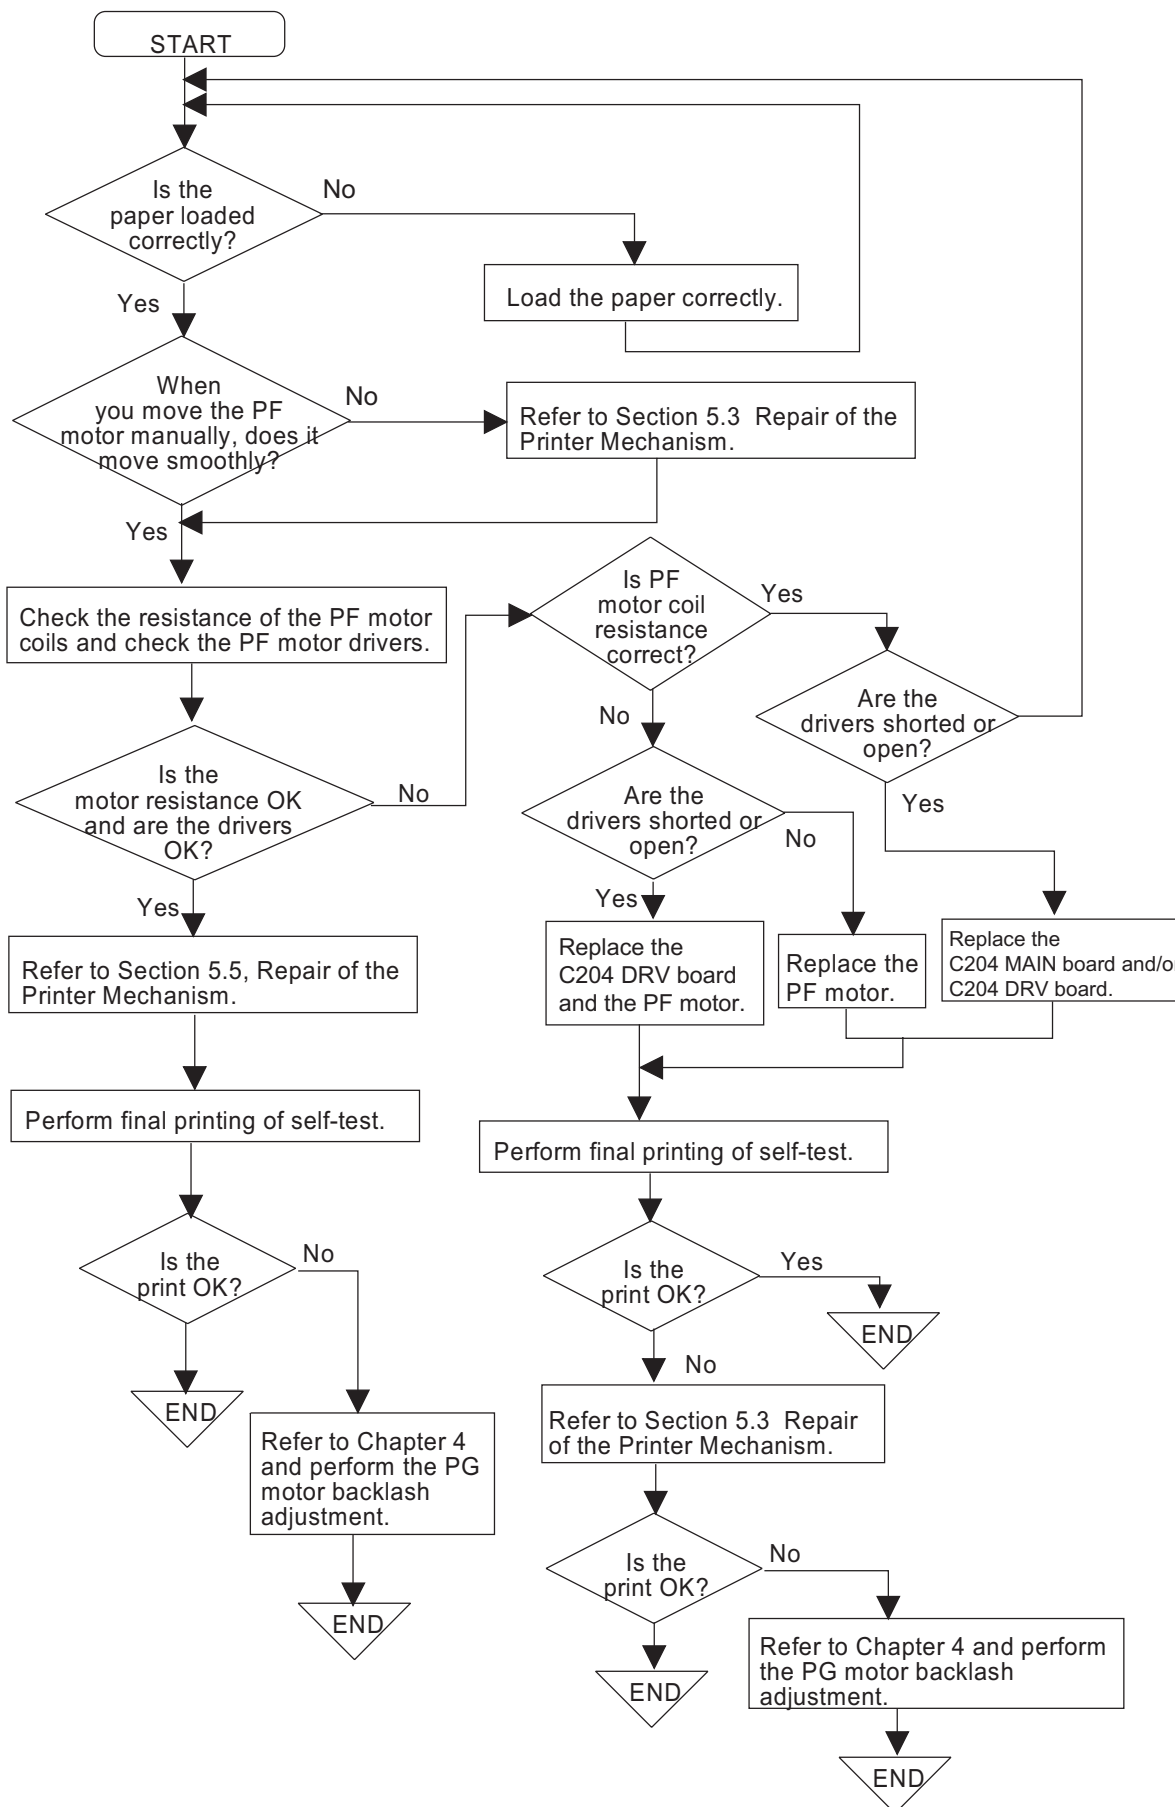 START
Is the
paper loaded
correctly?
No
Load the paper correctly.
Yes
When
you move the PF
motor manually, does it
move smoothly?
No
Refer to Section 5.3 Repair of the
Printer Mechanism.
Yes
Check the resistance of the PF motor
coils and check the PF motor drivers.
Is PF
motor coil
resistance
correct?
Yes
Are the
drivers shorted or
open?
No
Is the
motor resistance OK
and are the drivers
OK?
No
Are the
drivers shorted or
open?
No
Yes
Yes
Yes
Refer to Section 5.5, Repair of the
Printer Mechanism.
Replace the
C204 DRV board
and the PF motor.
Replace the
PF motor.
Replace the
C204 MAIN board and/or
C204 DRV board.
Perform final printing of self-test.
Perform final printing of self-test.
Is the
print OK?
No
Is the
print OK?
Yes
END
No
END
Refer to Chapter 4
and perform the PG
motor backlash
adjustment.
Refer to Section 5.3 Repair
of the Printer Mechanism.
END
Is the
print OK?
No
END
Refer to Chapter 4 and perform
the PG motor backlash
adjustment.
END